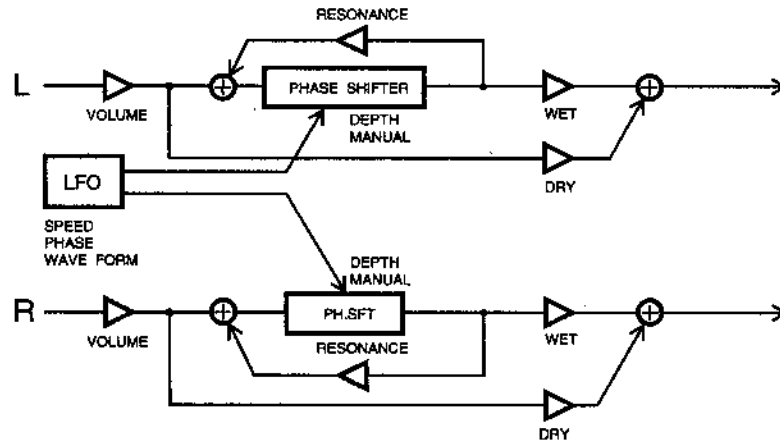 RESONANCE
L
VOLUME
PHASE SHIFTER
DEPTH
MANUAL
WET
DRY
LFO
SPEED
PHASE
WAVE FORM
DEPTH
MANUAL
R
VOLUME
PH.SFT
RESONANCE
WET
DRY